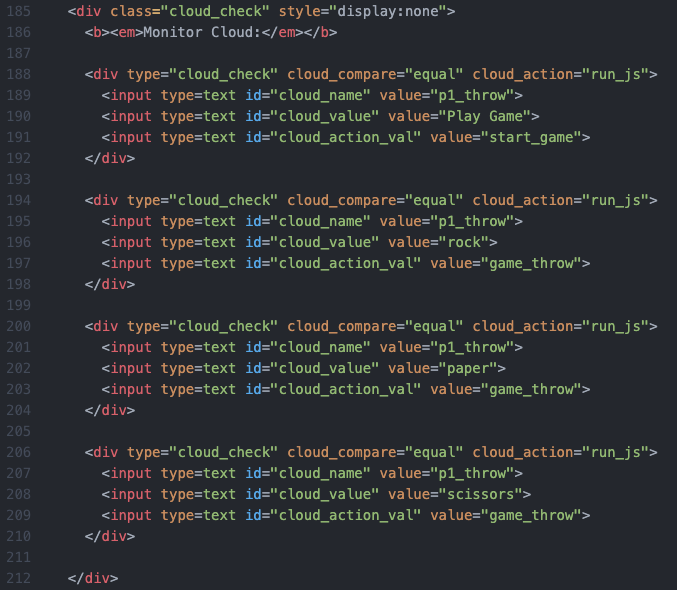 185 <div class="cloud_check" style="display:none">
186 <b><em>Monitor Cloud:</em></b>
187
188 <div type="cloud_check" cloud_compare="equal" cloud_action="run_js">
189 <input type=text id="cloud_name" value="p1_throw">
190 <input type=text id="cloud_value" value="Play Game">
191 <input type=text id="cloud_action_val" value="start_game">
192 </div>
193
194 <div type="cloud_check" cloud_compare="equal" cloud_action="run_js">
195 <input type=text id="cloud_name" value="p1_throw">
196 <input type=text id="cloud_value" value="rock">
197 <input type=text id="cloud_action_val" value="game_throw">
198 </div>
199
200 <div type="cloud_check" cloud_compare="equal" cloud_action="run_js">
201 <input type=text id="cloud_name" value="p1_throw">
202 <input type=text id="cloud_value" value="paper">
203 <input type=text id="cloud_action_val" value="game_throw">
204 </div>
205
206 <div type="cloud_check" cloud_compare="equal" cloud_action="run_js">
207 <input type=text id="cloud_name" value="p1_throw">
208 <input type=text id="cloud_value" value="scissors">
209 <input type=text id="cloud_action_val" value="game_throw">
210 </div>
211
212 </div>